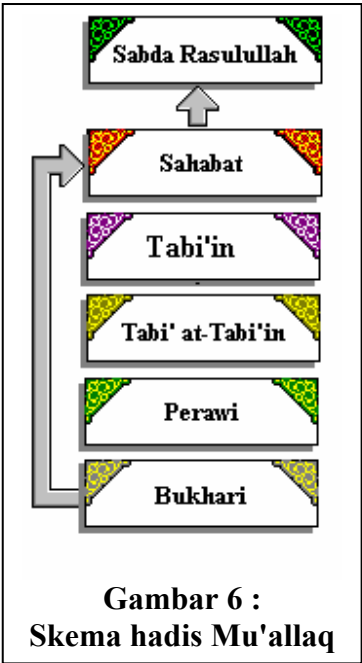 Sabda Rasulullah
Sahabat
Tabi'in
Tabi' at-Tabi'in
Perawi
Bukhari
Gambar 6 :
Skema hadis Mu'allaq